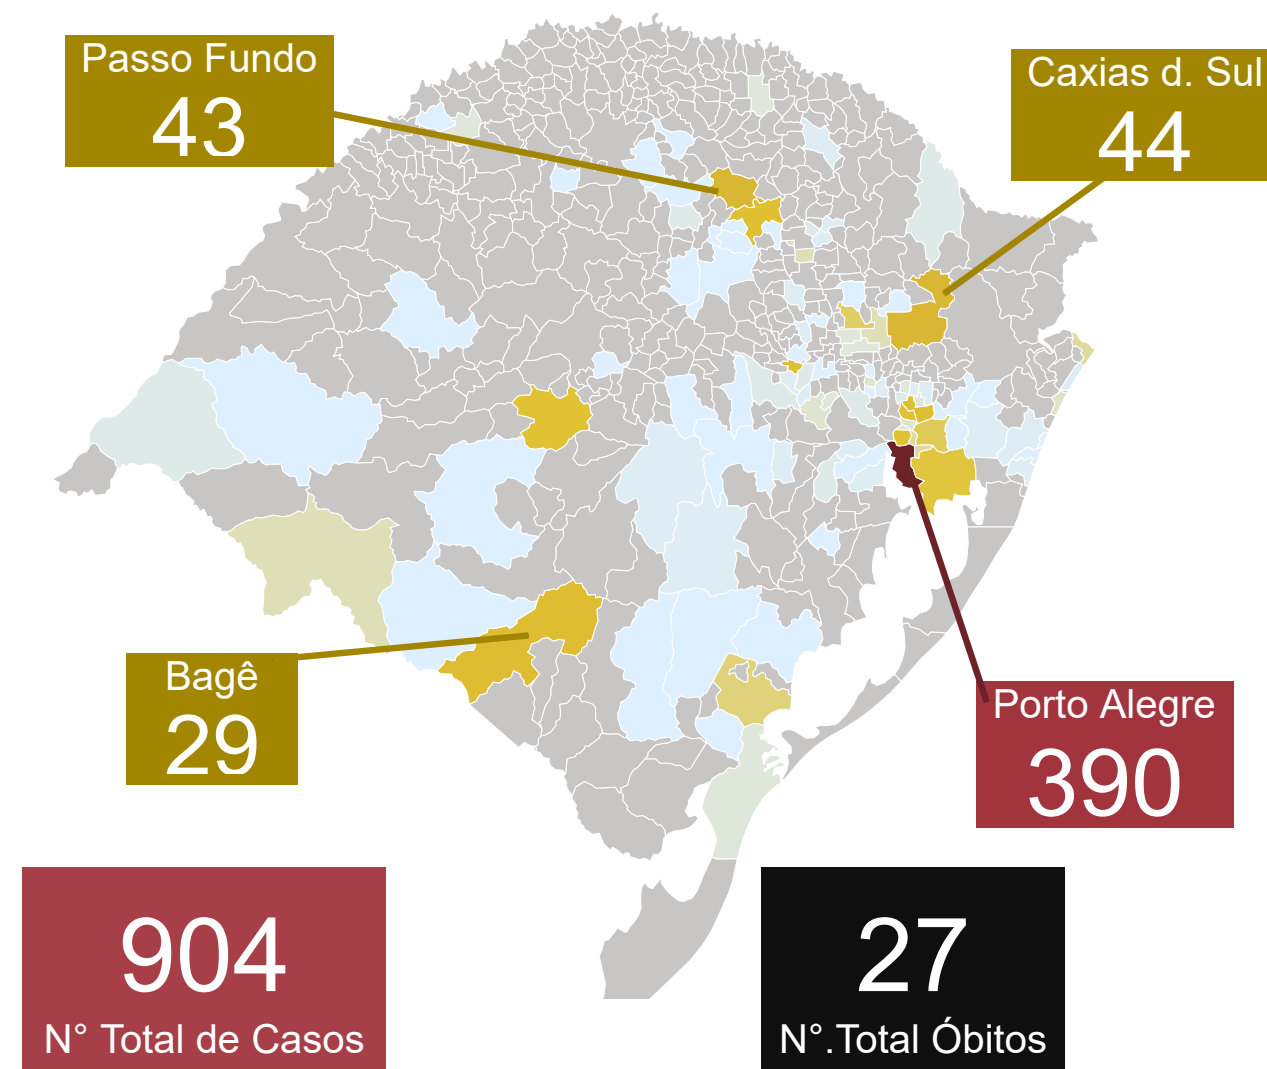 Passo Fundo
43
Caxias d. Sul
44
Bagê
29
Porto Alegre
390
904
N° Total de Casos
27
N°.Total Óbitos